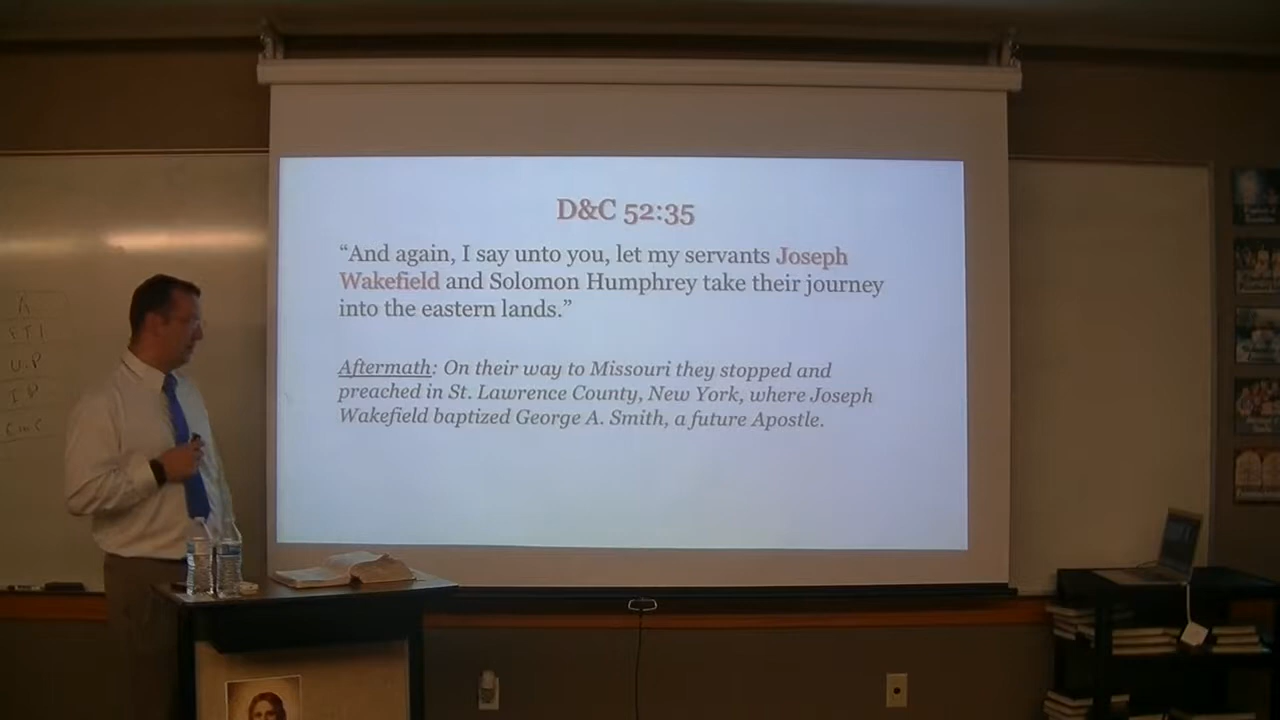 D&C 52:35
“And again, I say unto you, let my servants Joseph
Wakefield and Solomon Humphrey take their journey
into the eastern lands.”
Aftermath: On their way to Missouri they stopped and
preached in St. Lawrence County, New York, where Joseph
Wakefield baptized George A. Smith, a future Apostle.
A
U.P